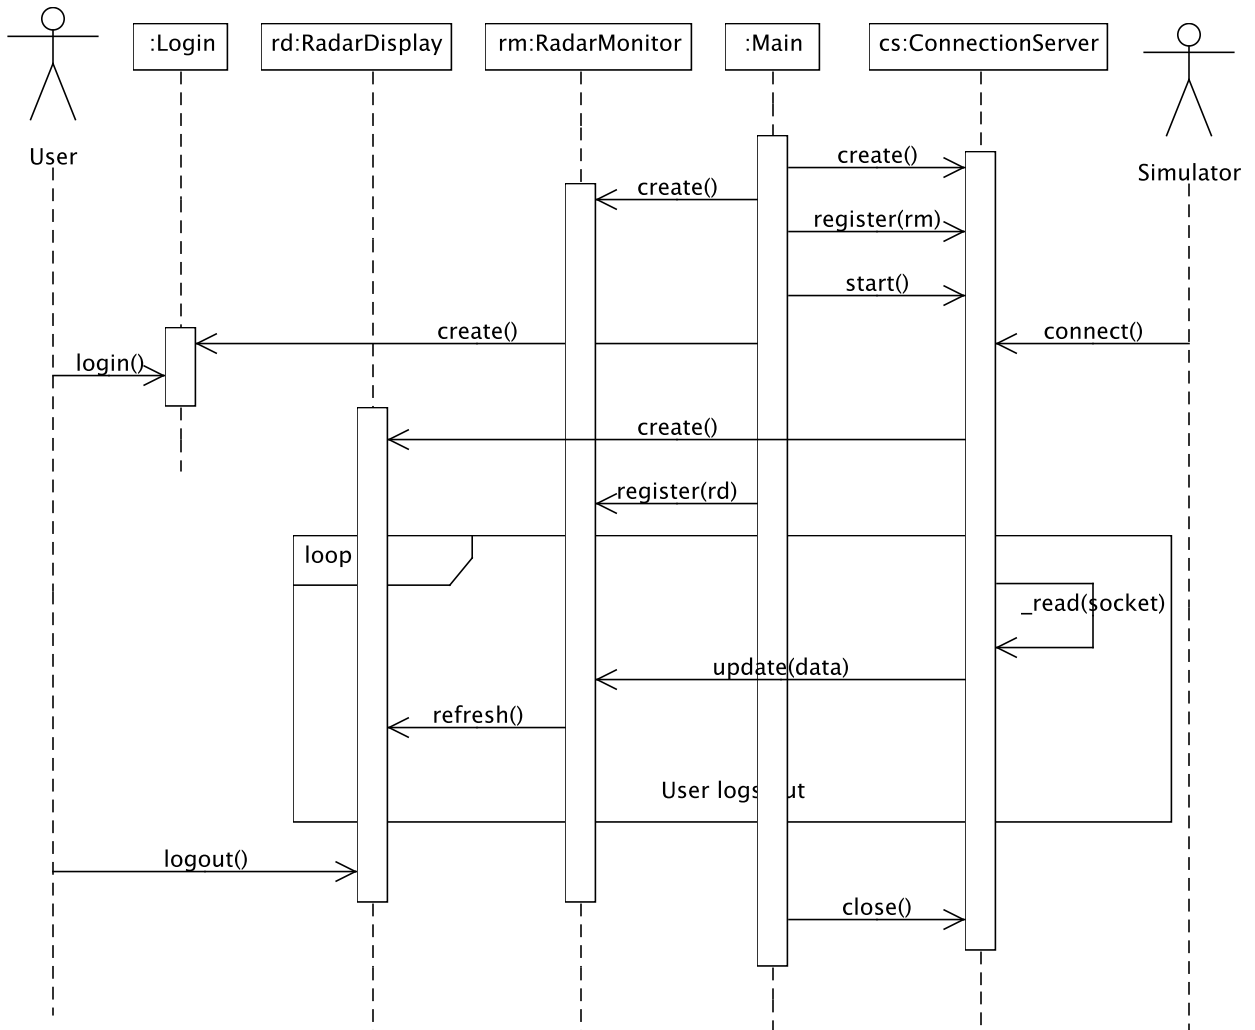 :Login
rd:RadarDisplay
rm:RadarMonitor
:Main
cs:ConnectionServer
User
Simulator
create()
create()
register(rm)
start()
create()
connect()
login()
create()
register(rd)
loop
_read(socket)
update(data)
refresh()
User logs ut
logout()
close()